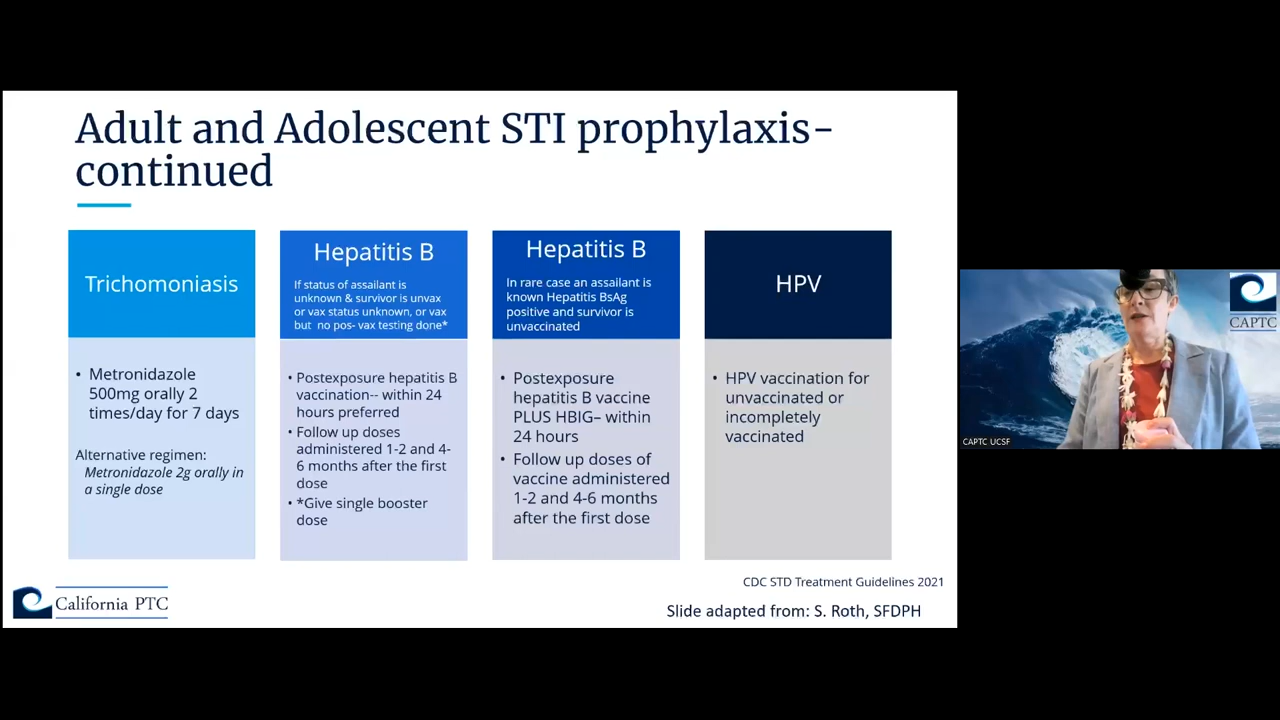 Adult and Adolescent STI prophylaxis-
continued
Trichomoniasis
• Metronidazole
500mg orally 2
times/day for 7 days
Alternative regimen:
Metronidazole 2g orally in
a single dose
Hepatitis B
If status of assailant is
unknown & survivor is unvax
or vax status unknown, or vax
but no pos- vax testing done*
• Postexposure hepatitis B
vaccination-- within 24
hours preferred
• Follow up doses
administered 1-2 and 4-
6 months after the first
dose
• *Give single booster
dose
Hepatitis B
In rare case an assailant is
known Hepatitis BsAg
positive and survivor is
unvaccinated
• Postexposure
hepatitis B vaccine
PLUS HBIG– within
24 hours
• Follow up doses of
vaccine administered
1-2 and 4-6 months
after the first dose
HPV
• HPV vaccination for
unvaccinated or
incompletely
vaccinated
CDC STD Treatment Guidelines 2021
Slide adapted from: S. Roth, SFDPH
California PTC
CAPTC
CAPTC UCSF